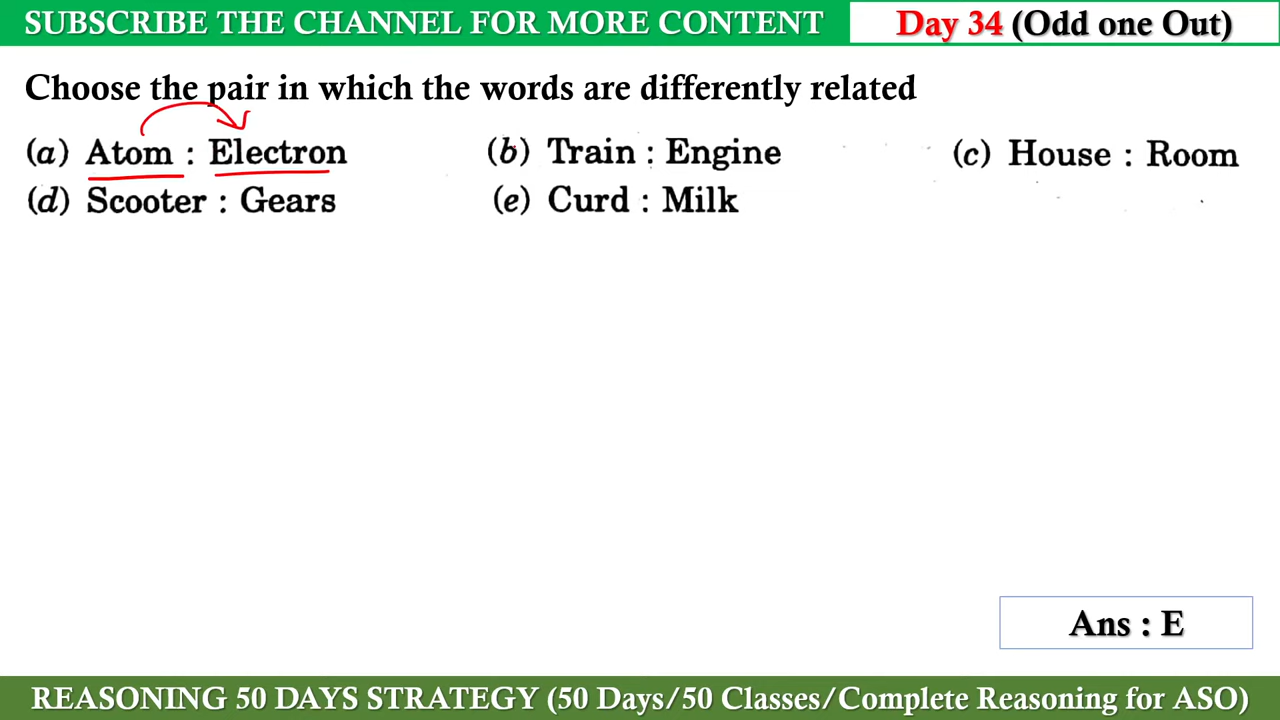 SUBSCRIBE THE CHANNEL FOR MORE CONTENT
Day 34 (Odd one Out)
Choose the pair in which the words are differently related
(a) Atom : Electron (b) Train : Engine (c) House : Room
(d) Scooter : Gears (e) Curd : Milk
Ans : E
REASONING 50 DAYS STRATEGY (50 Days/50 Classes/Complete Reasoning for ASO)